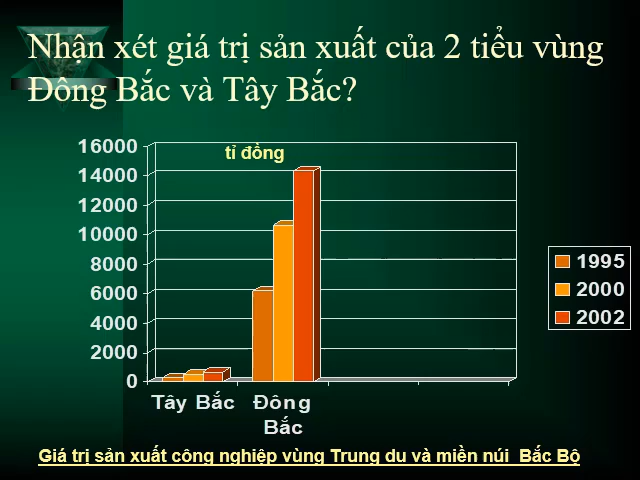 Nhận xét giá trị sản xuất của 2 tiểu vùng
Đông Bắc và Tây Bắc?
tỉ đồng
16000
14000
12000
10000
8000
6000
4000
2000
0
Tây Bắc
Đông
Bắc
1995
2000
2002
Giá trị sản xuất công nghiệp vùng Trung du và miền núi Bắc Bộ